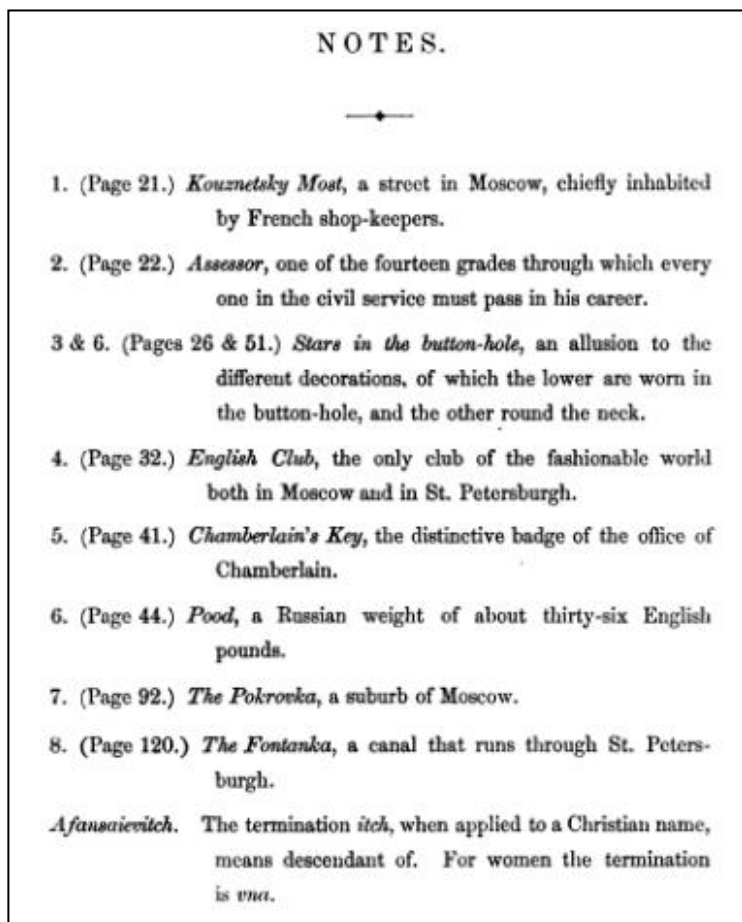 NOTES.
1. (Page 21.) Kouznetsky Most, a street in Moscow, chiefly inhabited
by French shop-keepers.
2. (Page 22.) Assessor, one of the fourteen grades through which every
one in the civil service must pass in his career.
3 & 6. (Pages 26 & 51.) Stars in the button-hole, an allusion to the
different decorations, of which the lower are worn in
the button-hole, and the other round the neck.
4. (Page 32.) English Club, the only club of the fashionable world
both in Moscow and in St. Petersburgh.
5. (Page 41.) Chamberlain's Key, the distinctive badge of the office of
Chamberlain.
6. (Page 44.) Pood, a Russian weight of about thirty-six English
pounds.
7. (Page 92.) The Pokrovka, a suburb of Moscow.
8. (Page 120.) The Fontanka, a canal that runs through St. Peters-
burgh.
Afansaievitch. The termination itch, when applied to a Christian name,
means descendant of. For women the termination
is vna.